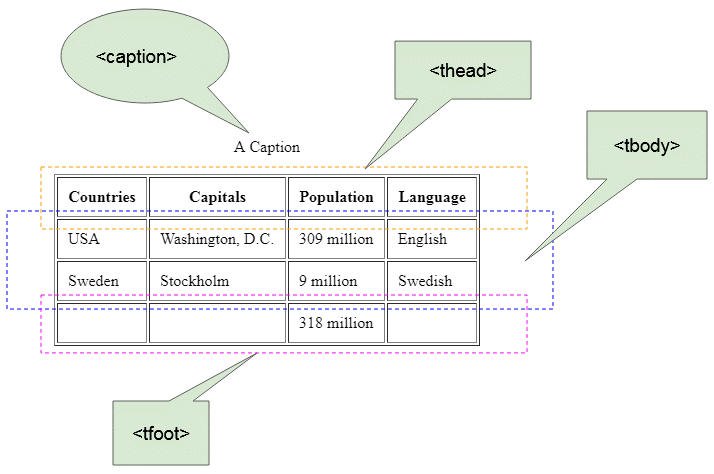 <caption>
<thead>
<tbody>
A Caption
Countries Capitals Population Language
USA Washington, D.C. 309 million English
Sweden Stockholm 9 million Swedish
318 million
<tfoot>